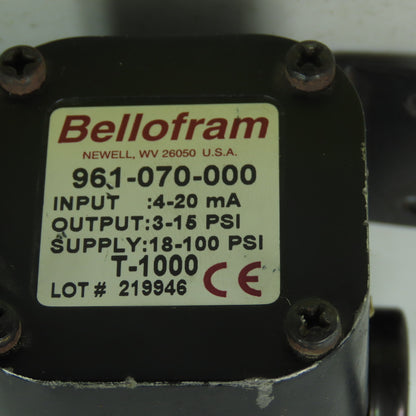 Bellofram
NEWELL, WV 26050 U.S.A.
961-070-000
INPUT :4-20 mA
OUTPUT:3-15 PSI
SUPPLY:18-100 PSI
T-1000 CE
LOT # 219946